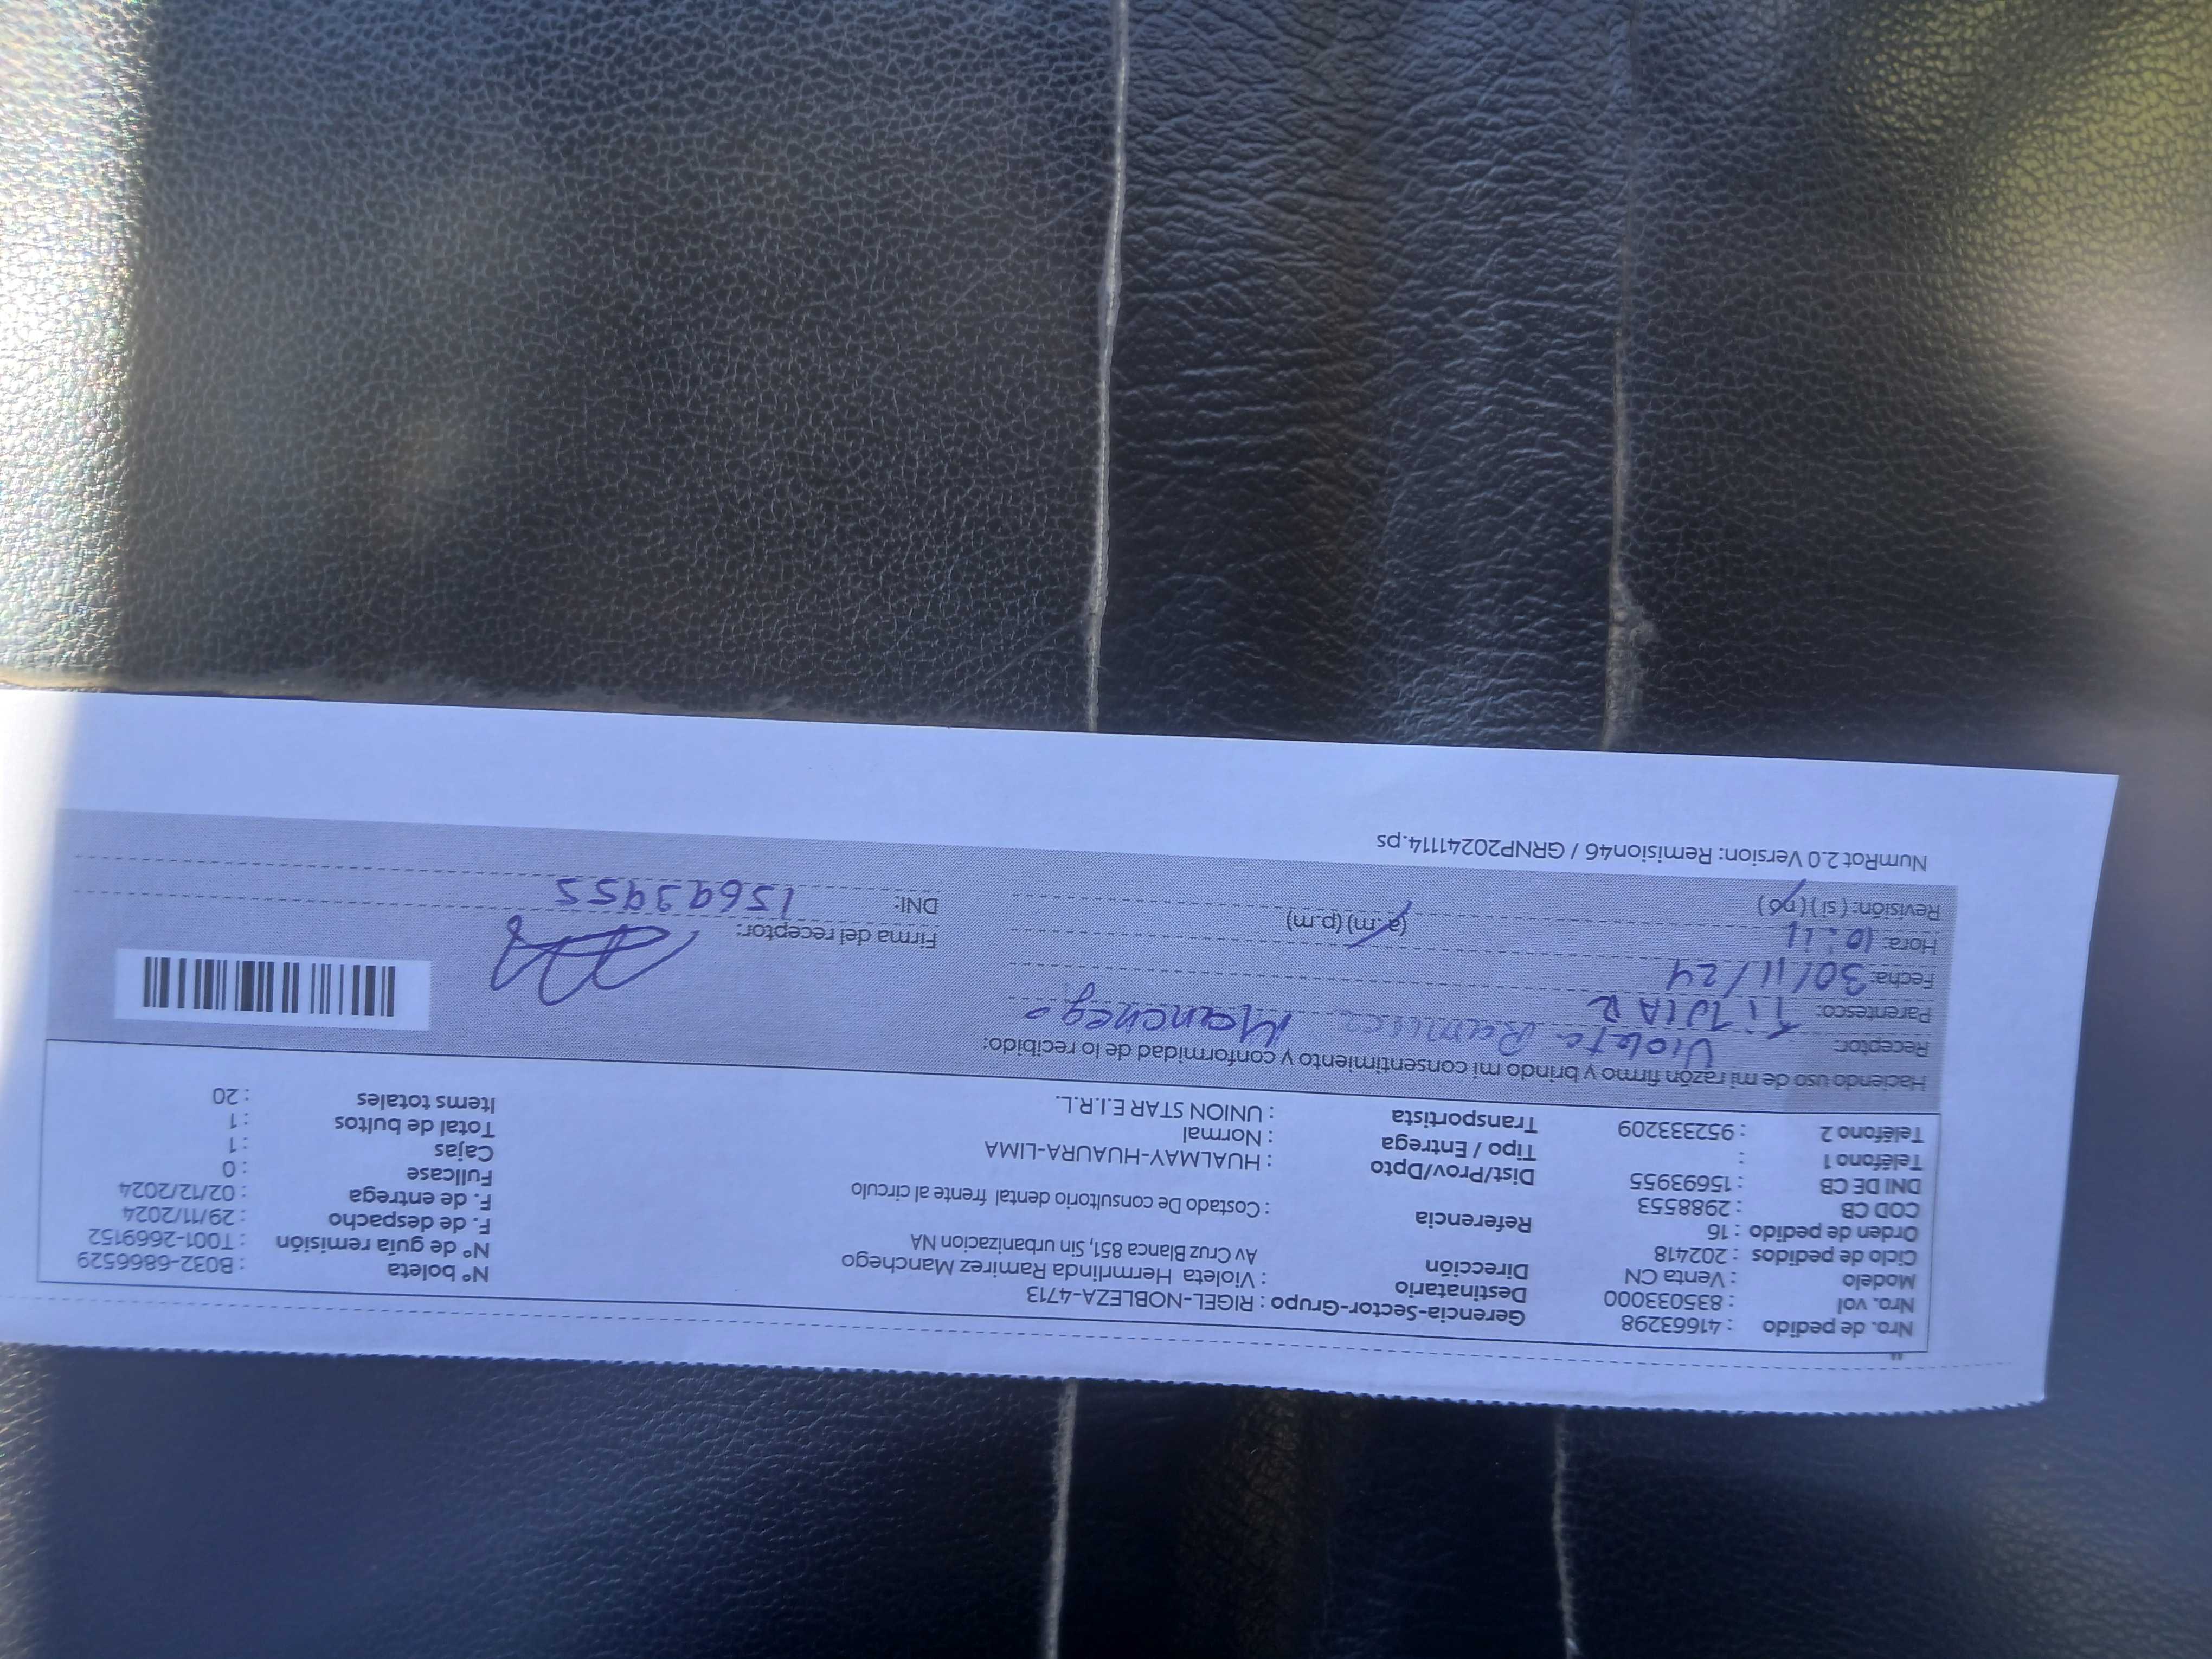 Nro. de pedido : 41663298 Gerencia-Sector-Grupo : RIGEL-NOBLEZA-4713 N° boleta : B032-6866529
Nro. vol : 835033000 Destinatario : Violeta Hermrlinda Ramirez Manchego N° de guía remisión : T001-2669152
Modelo : Venta CN Dirección Av Cruz Blanca 851, Sin urbanizacion NA F. de despacho : 29/11/2024
Ciclo de pedidos : 202418 F. de entrega : 02/12/2024
Orden de pedido : 16 Referencia : Costado De consultorio dental frente al circulo Fullcase : 0
COD CB : 2988553 Cajas : 1
DNI DE CB : 15693955 Dist/Prov/Dpto : HUALMAY-HUAURA-LIMA Total de bultos : 1
Teléfono 1 : Tipo / Entrega : Normal Items totales : 20
Teléfono 2 : 952333209 Transportista : UNION STAR E.I.R.L.
Haciendo uso de mi razón firmo y brindo mi consentimiento y conformidad de lo recibido:
Receptor: Violeta Ramirez Manchego
Parentesco: TiTULAR
Fecha: 30/11/24 Firma del receptor:
Hora: 10:11 (a.m) (p.m) DNI: 15693955
Revisión: (si) (no)
NumRot 2.0 Version: Remision46 / GRNP20241114.ps